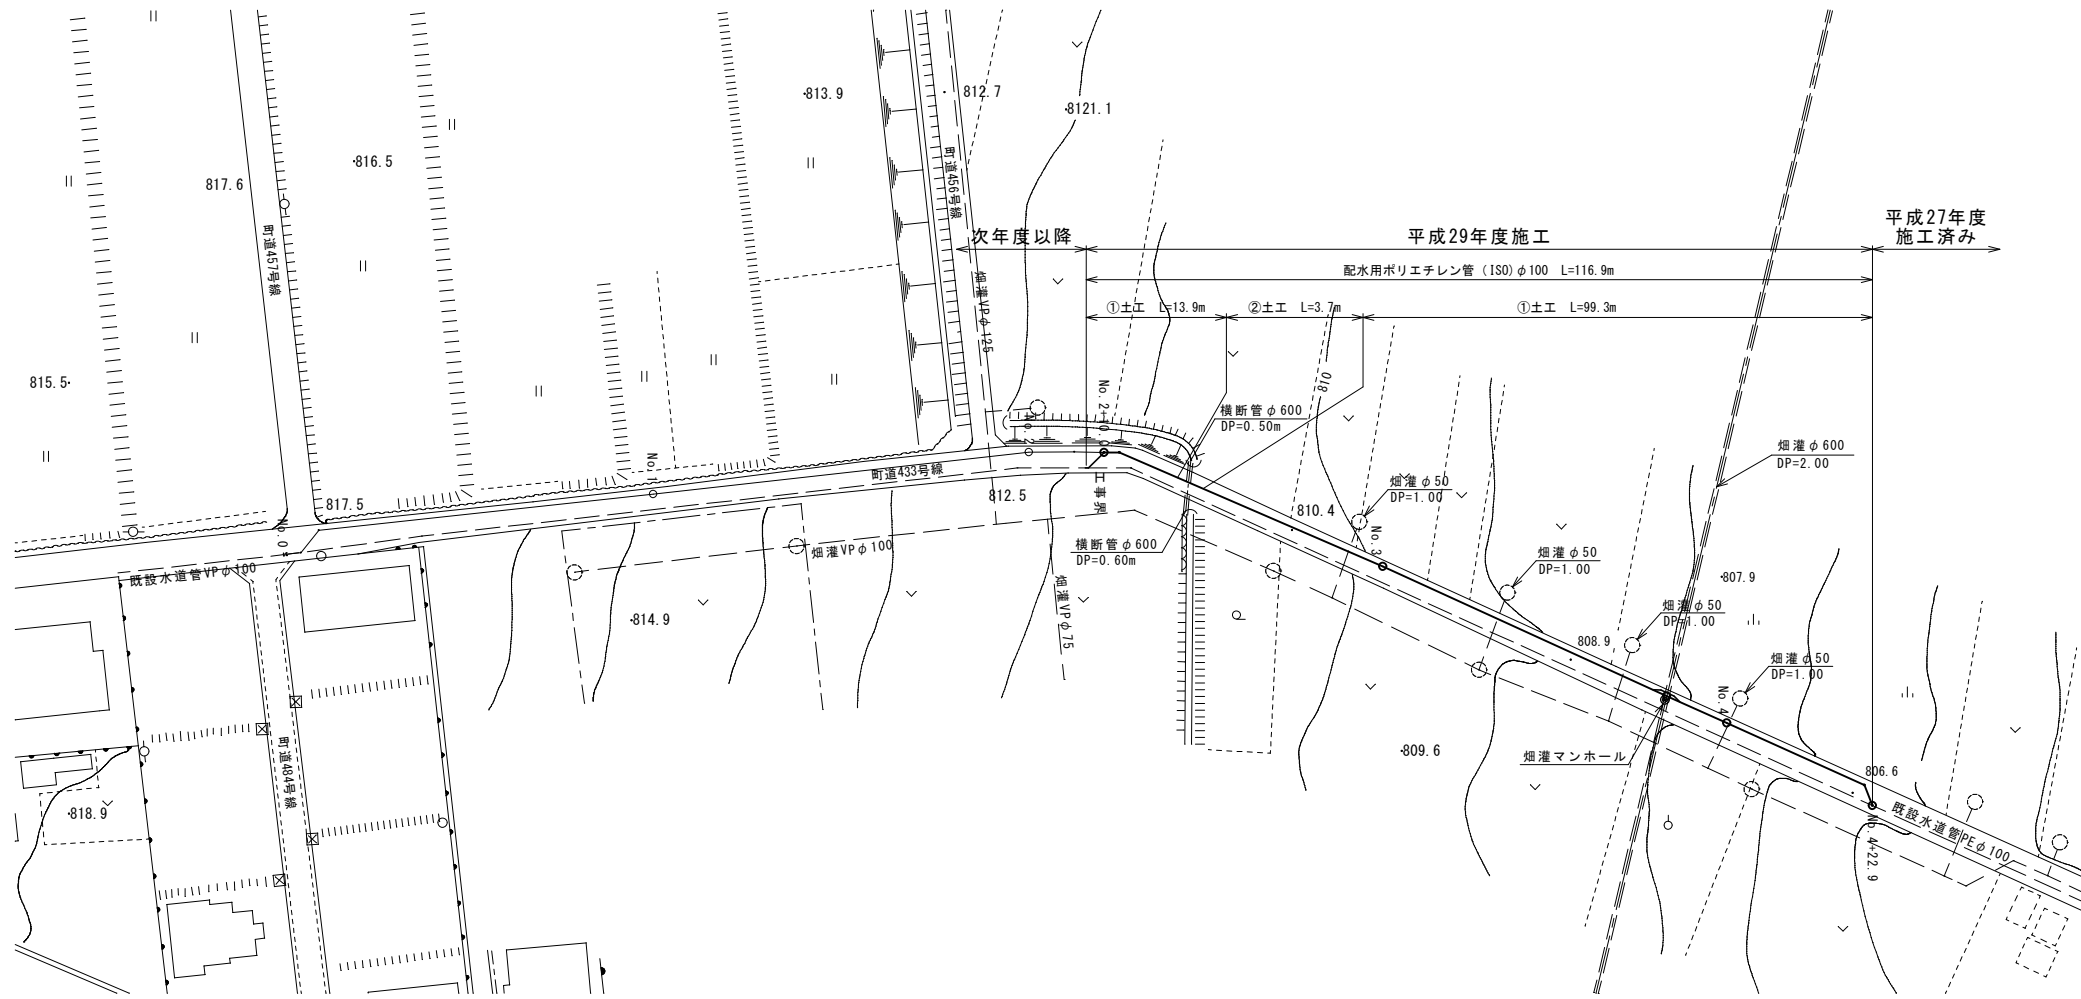 ・813.9
812.7
・8121.1
・816.5
817.6
町道456号線
平成27年度
施工済み
次年度以降
平成29年度施工
町道457号線
配水用ポリエチレン管 (ISO)φ100　L=116.9m
畑灌VPφ125
①土工　L=13.9m
②土工　L=3.7m
①土工　L=99.3m
810
815.5・
横断管φ600
DP=0.50m
畑灌φ600
DP=2.00
No.1
町道433号線
工事界
畑灌φ50
DP=1.00
812.5
817.5
810.4
No.0
No.3
横断管φ600
DP=0.60m
畑灌VPφ100
畑灌φ50
DP=1.00
既設水道管VPφ100
・807.9
畑灌VPφ75
畑灌φ50
DP=1.00
・814.9
808.9
畑灌φ50
DP=1.00
No.4
町道484号線
・809.6
畑灌マンホール
806.6
・818.9
既設水道管PEφ100
No.4+22.9